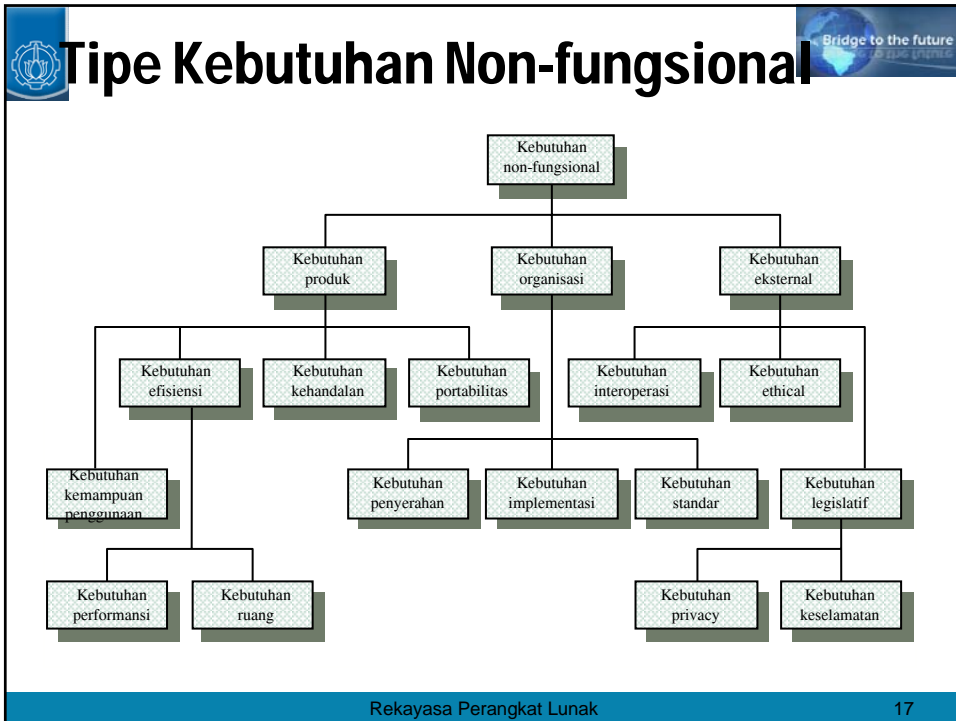 Tipe Kebutuhan Non-fungsional
Bridge to the future
Kebutuhan
non-fungsional
Kebutuhan
produk
Kebutuhan
organisasi
Kebutuhan
eksternal
Kebutuhan
efisiensi
Kebutuhan
kehandalan
Kebutuhan
portabilitas
Kebutuhan
interoperasi
Kebutuhan
ethical
Kebutuhan
kemampuan
penggunaan
Kebutuhan
penyerahan
Kebutuhan
implementasi
Kebutuhan
standar
Kebutuhan
legislatif
Kebutuhan
performansi
Kebutuhan
ruang
Kebutuhan
privacy
Kebutuhan
keselamatan
Rekayasa Perangkat Lunak
17